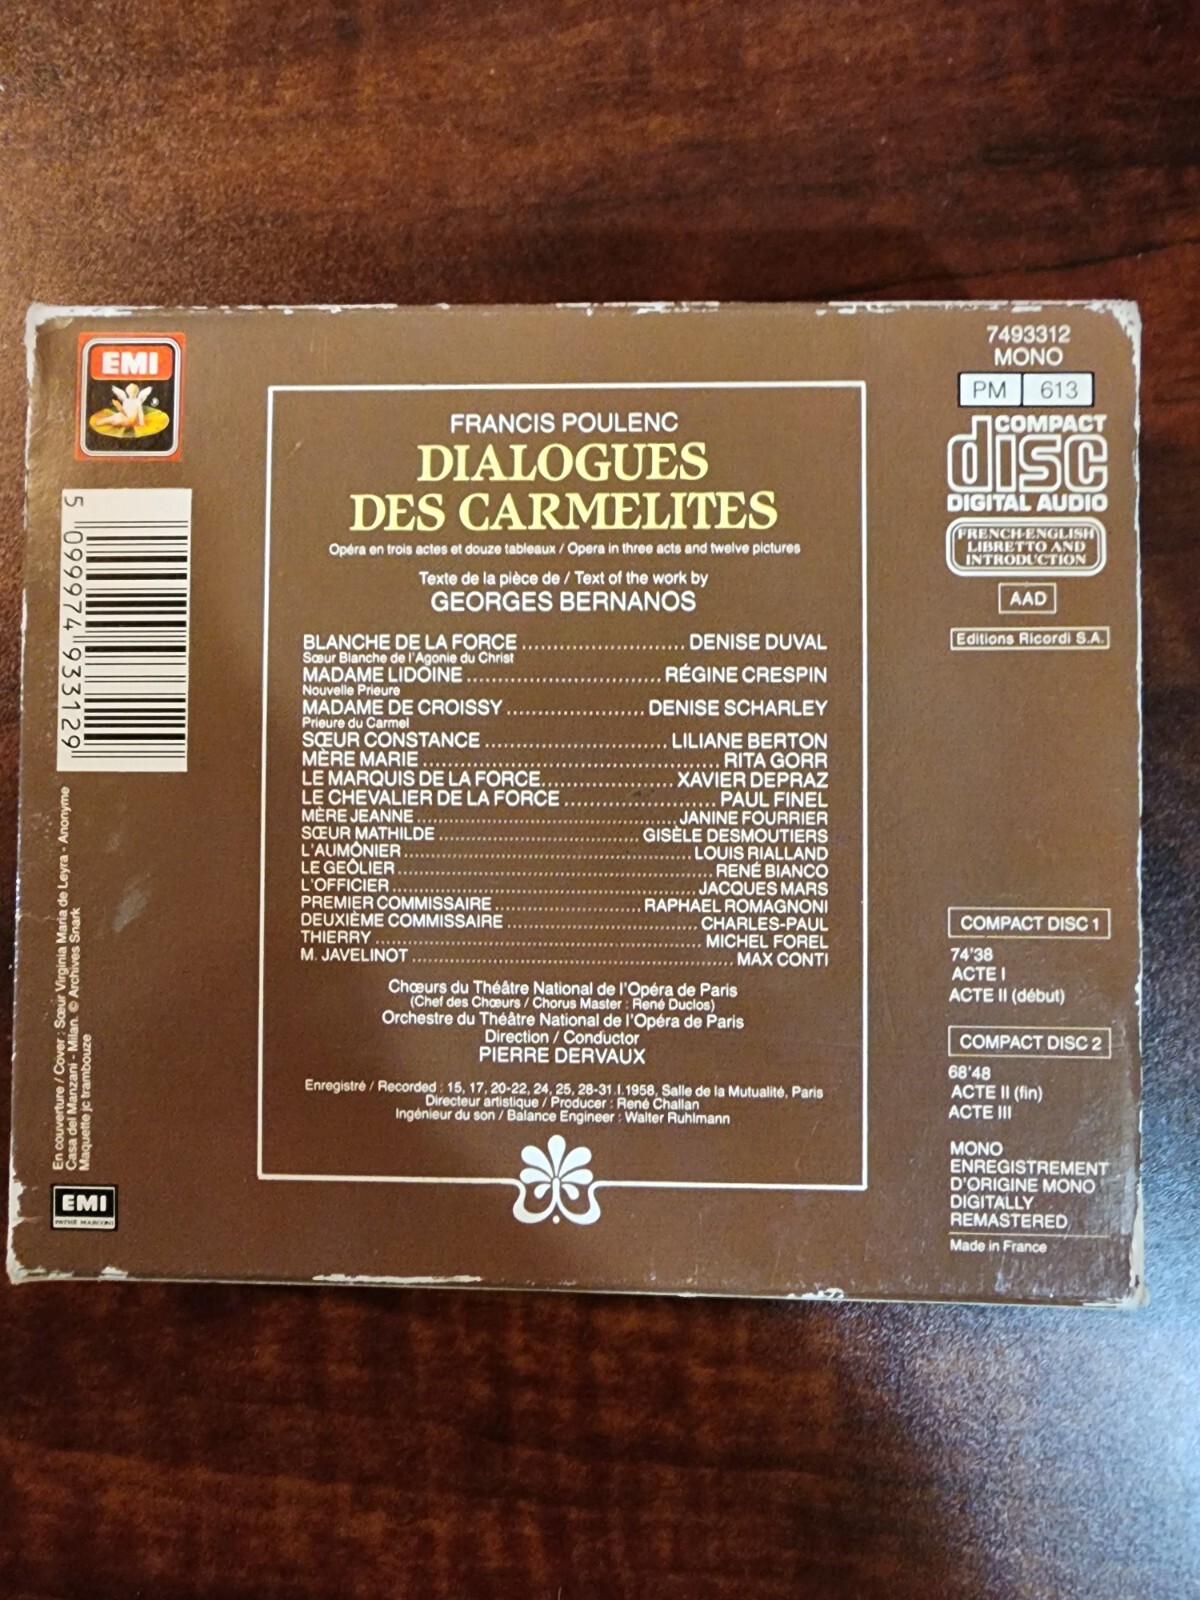 EMI
5 099974 933129
En couverture / Cover : Sœur Virginia Maria de Leyra - Anonyme
Casa del Manzani - Milan. © Archives Snark
Maquette jc trambouze
EMI
PATHÉ MARCONI
FRANCIS POULENC
DIALOGUES
DES CARMELITES
Opéra en trois actes et douze tableaux / Opera in three acts and twelve pictures
Texte de la pièce de / Text of the work by
GEORGES BERNANOS
BLANCHE DE LA FORCE ........................ DENISE DUVAL
Sœur Blanche de l'Agonie du Christ
MADAME LIDOINE ............................ RÉGINE CRESPIN
Nouvelle Prieure
MADAME DE CROISSY .................... DENISE SCHARLEY
Prieure du Carmel
SŒUR CONSTANCE .......................... LILIANE BERTON
MÈRE MARIE ........................................... RITA GORR
LE MARQUIS DE LA FORCE................... XAVIER DEPRAZ
LE CHEVALIER DE LA FORCE ...................... PAUL FINEL
MÈRE JEANNE ...................................... JANINE FOURRIER
SŒUR MATHILDE ............................. GISÈLE DESMOUTIERS
L'AUMÔNIER .......................................... LOUIS RIALLAND
LE GEÔLIER .............................................. RENÉ BIANCO
L'OFFICIER ............................................ JACQUES MARS
PREMIER COMMISSAIRE ..................... RAPHAEL ROMAGNONI
DEUXIÈME COMMISSAIRE ............................ CHARLES-PAUL
THIERRY ................................................ MICHEL FOREL
M. JAVELINOT .............................................. MAX CONTI
Chœurs du Théâtre National de l'Opéra de Paris
(Chef des Chœurs / Chorus Master : René Duclos)
Orchestre du Théâtre National de l'Opéra de Paris
Direction / Conductor
PIERRE DERVAUX
Enregistré / Recorded : 15, 17, 20-22, 24, 25, 28-31.I.1958, Salle de la Mutualité, Paris
Directeur artistique / Producer : René Challan
Ingénieur du son / Balance Engineer : Walter Ruhlmann
7493312
MONO
PM 613
COMPACT
disc
DIGITAL AUDIO
FRENCH-ENGLISH
LIBRETTO AND
INTRODUCTION
AAD
Editions Ricordi S.A.
COMPACT DISC 1
74'38
ACTE I
ACTE II (début)
COMPACT DISC 2
68'48
ACTE II (fin)
ACTE III
MONO
ENREGISTREMENT
D'ORIGINE MONO
DIGITALLY
REMASTERED
Made in France